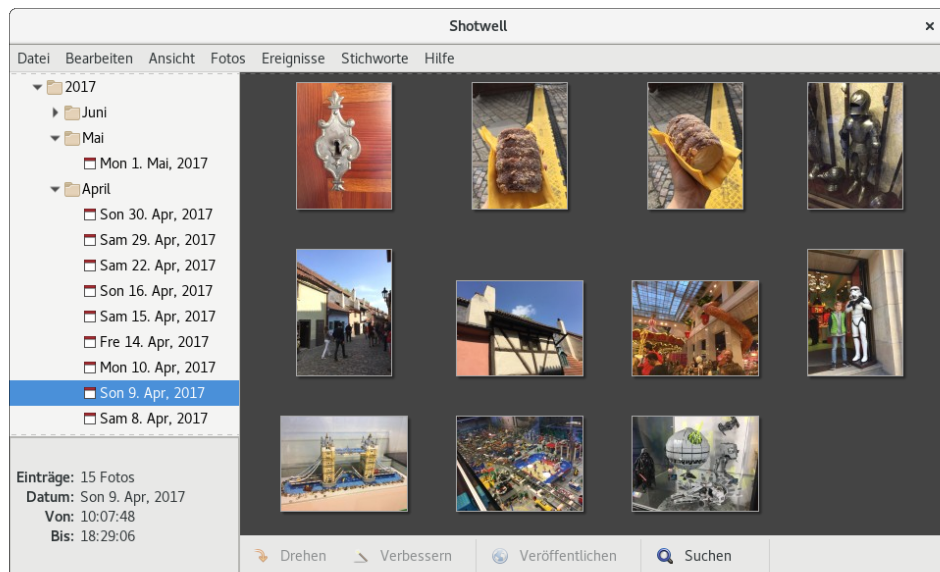 Shotwell
Datei Bearbeiten Ansicht Fotos Ereignisse Stichworte Hilfe
2017
Juni
Mai
Mon 1. Mai, 2017
April
Son 30. Apr, 2017
Sam 29. Apr, 2017
Sam 22. Apr, 2017
Son 16. Apr, 2017
Sam 15. Apr, 2017
Fre 14. Apr, 2017
Mon 10. Apr, 2017
Son 9. Apr, 2017
Sam 8. Apr, 2017
Einträge: 15 Fotos
Datum: Son 9. Apr, 2017
Von: 10:07:48
Bis: 18:29:06
Drehen Verbessern Veröffentlichen Suchen